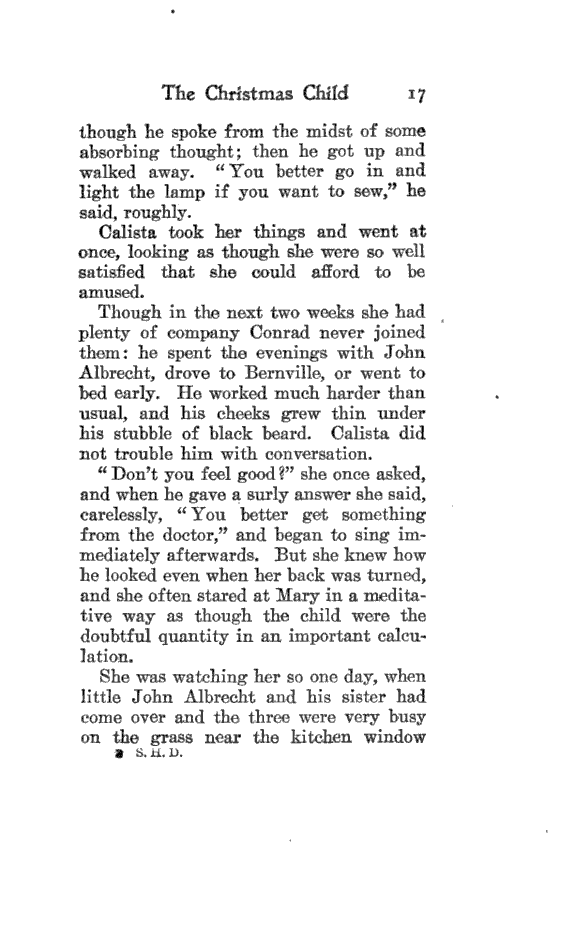 The Christmas Child 17
though he spoke from the midst of some
absorbing thought; then he got up and
walked away. "You better go in and
light the lamp if you want to sew," he
said, roughly.
Calista took her things and went at
once, looking as though she were so well
satisfied that she could afford to be
amused.
Though in the next two weeks she had
plenty of company Conrad never joined
them: he spent the evenings with John
Albrecht, drove to Bernville, or went to
bed early. He worked much harder than
usual, and his cheeks grew thin under
his stubble of black beard. Calista did
not trouble him with conversation.
"Don't you feel good?" she once asked,
and when he gave a surly answer she said,
carelessly, "You better get something
from the doctor," and began to sing im-
mediately afterwards. But she knew how
he looked even when her back was turned,
and she often stared at Mary in a medita-
tive way as though the child were the
doubtful quantity in an important calcu-
lation.
She was watching her so one day, when
little John Albrecht and his sister had
come over and the three were very busy
on the grass near the kitchen window
S. H. D.